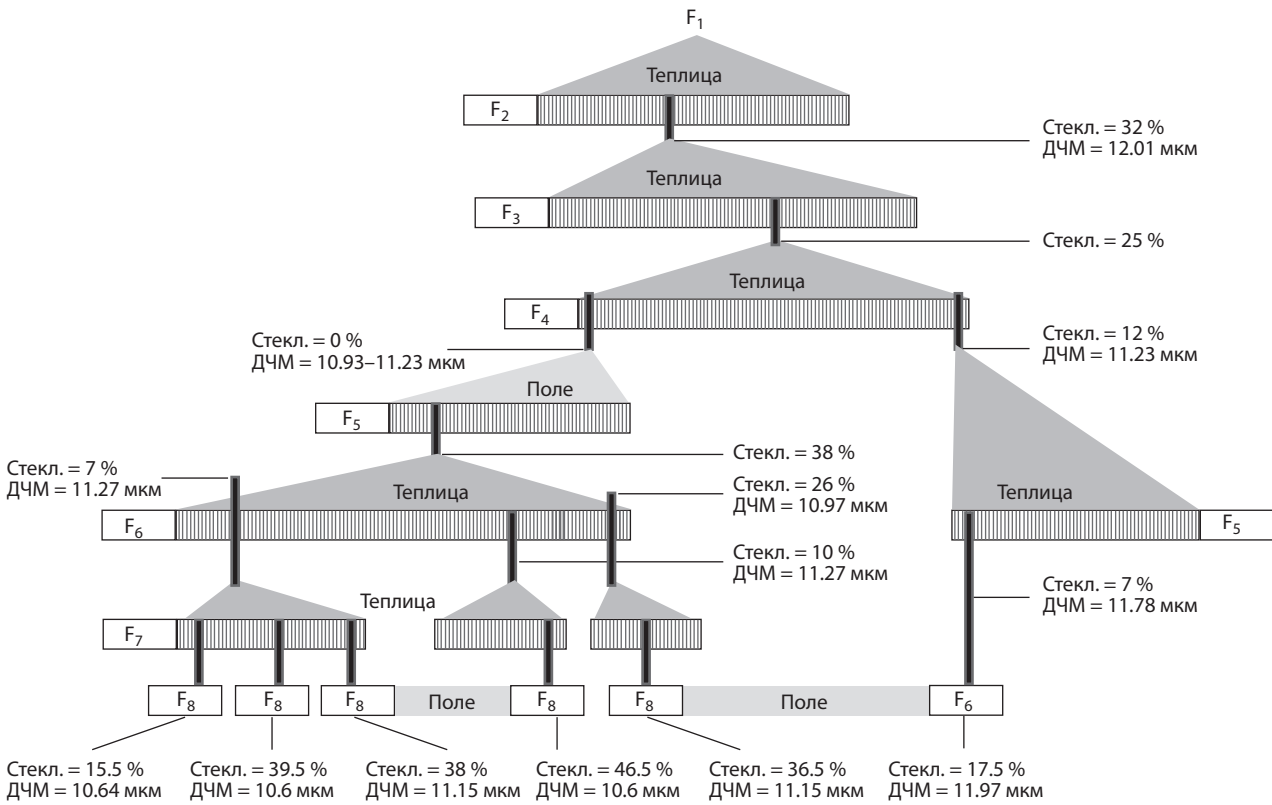 F1
Теплица
F2
Стекл. = 32 %
ДЧМ = 12.01 мкм
Теплица
F3
Стекл. = 25 %
Теплица
F4
Стекл. = 0 %
ДЧМ = 10.93–11.23 мкм
Стекл. = 12 %
ДЧМ = 11.23 мкм
Поле
F5
Стекл. = 38 %
Стекл. = 7 %
ДЧМ = 11.27 мкм
Теплица
Стекл. = 26 %
ДЧМ = 10.97 мкм
Теплица
F6
F5
Стекл. = 10 %
ДЧМ = 11.27 мкм
Стекл. = 7 %
ДЧМ = 11.78 мкм
Теплица
F7
F8
F8
F8
Поле
F8
F8
Поле
F6
Стекл. = 15.5 %
ДЧМ = 10.64 мкм
Стекл. = 39.5 %
ДЧМ = 10.6 мкм
Стекл. = 38 %
ДЧМ = 11.15 мкм
Стекл. = 46.5 %
ДЧМ = 10.6 мкм
Стекл. = 36.5 %
ДЧМ = 11.15 мкм
Стекл. = 17.5 %
ДЧМ = 11.97 мкм